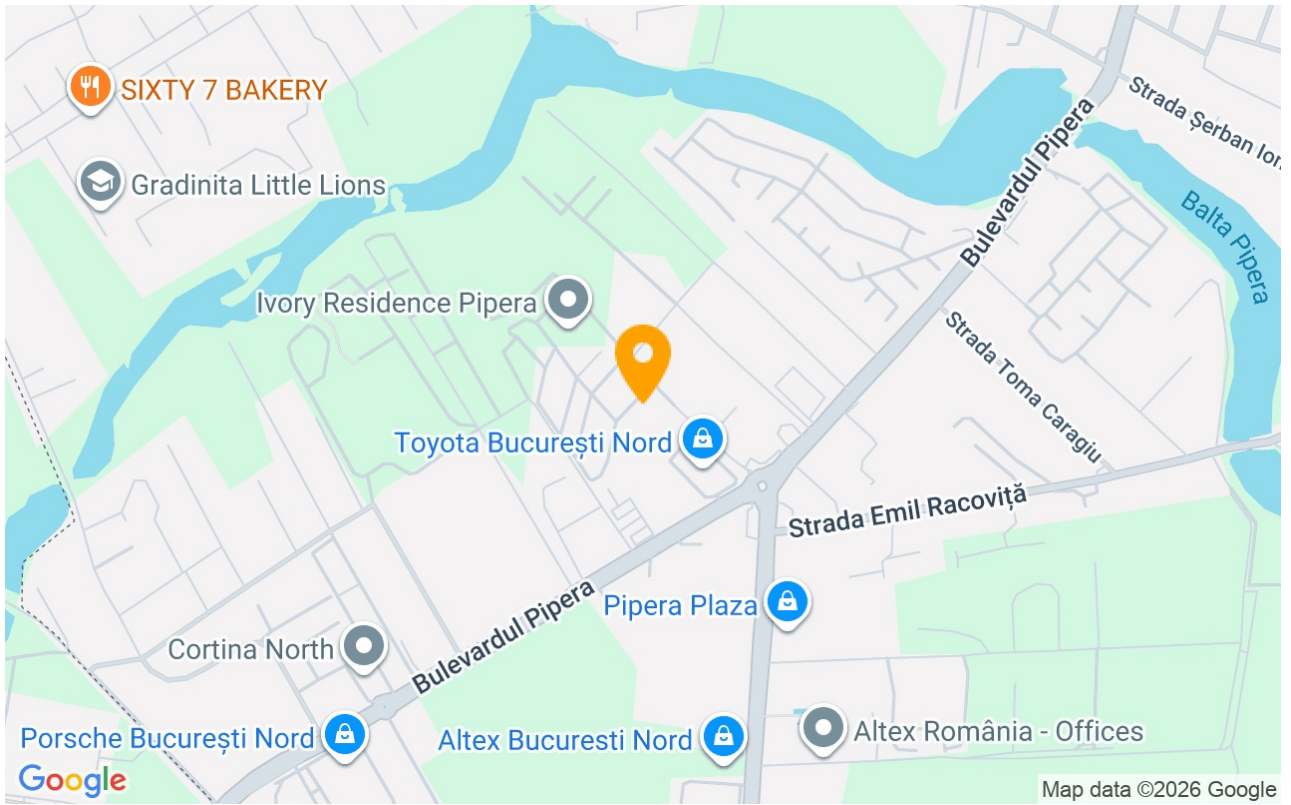 SIXTY 7 BAKERY
Strada Șerban Ion
Gradinita Little Lions
Bulevardul Pipera
Balta Pipera
Ivory Residence Pipera
Strada Toma Caragiu
Toyota București Nord
Strada Emil Racoviță
Pipera Plaza
Bulevardul Pipera
Cortina North
Porsche București Nord
Altex Bucuresti Nord
Altex România - Offices
Google
Map data ©2026 Google